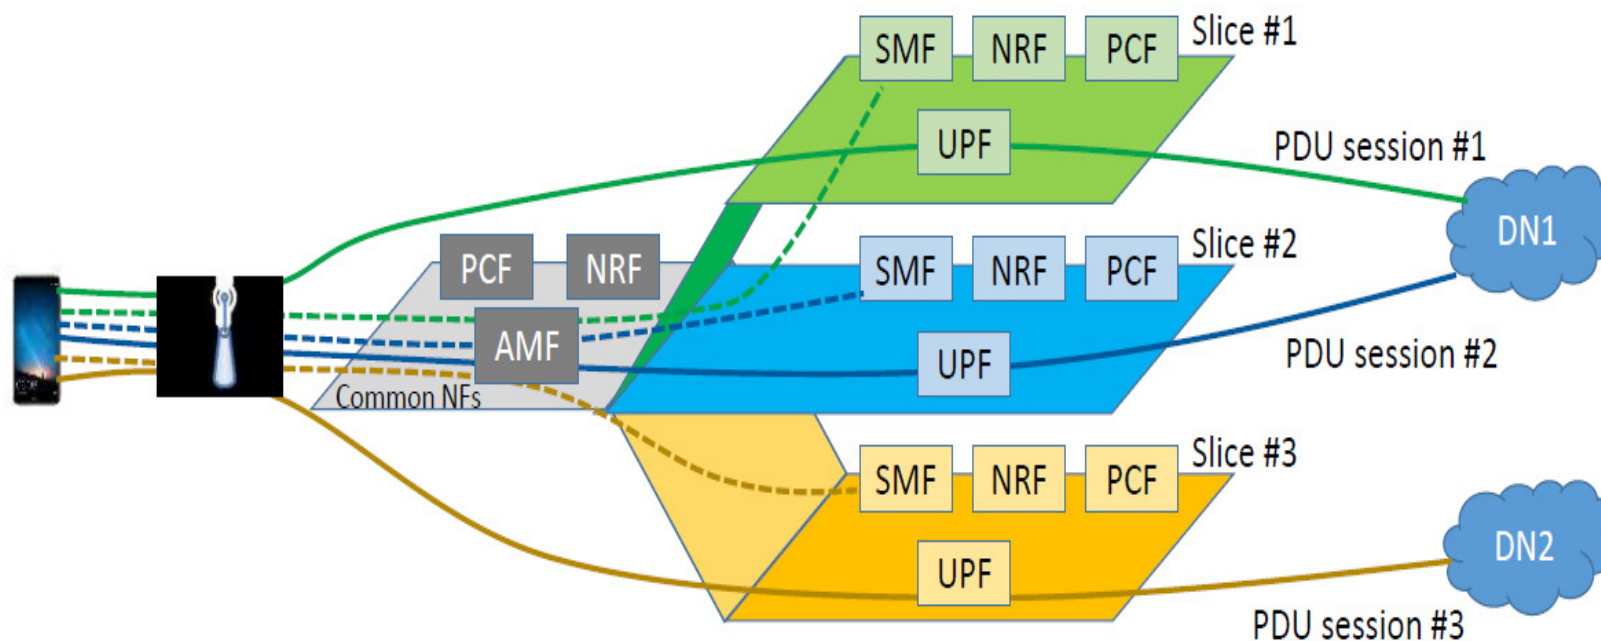 SMF NRF PCF Slice #1
UPF
PDU session #1
DN1
PCF NRF
AMF
Common NFs
SMF NRF PCF Slice #2
UPF
PDU session #2
SMF NRF PCF Slice #3
UPF
DN2
PDU session #3